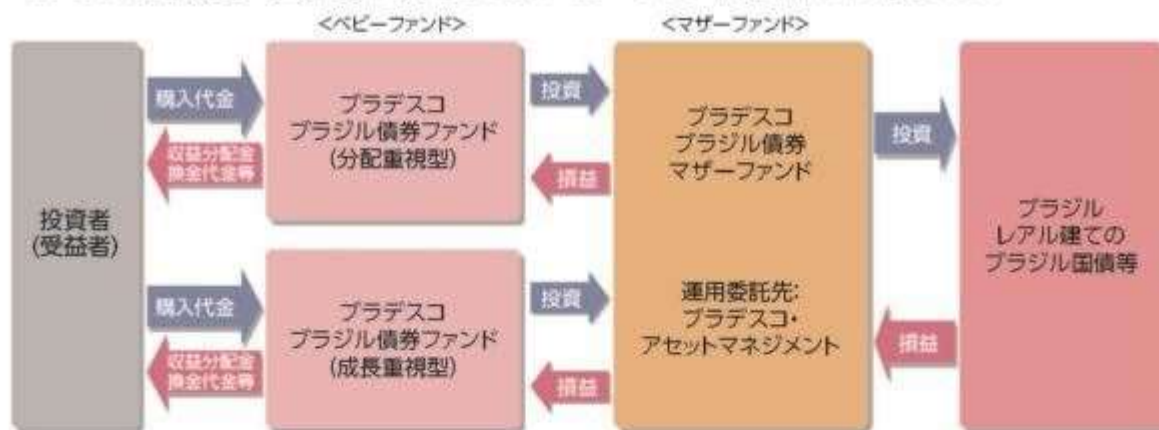 <ベビーファンド>
<マザーファンド>
投資者
(受益者)
購入代金
収益分配金
換金代金等
ブラデスコ
ブラジル債券ファンド
(分配重視型)
投資
損益
購入代金
収益分配金
換金代金等
ブラデスコ
ブラジル債券ファンド
(成長重視型)
投資
損益
ブラデスコ
ブラジル債券
マザーファンド
運用委託先:
ブラデスコ・
アセットマネジメント
投資
損益
ブラジル
レアル建ての
ブラジル国債等